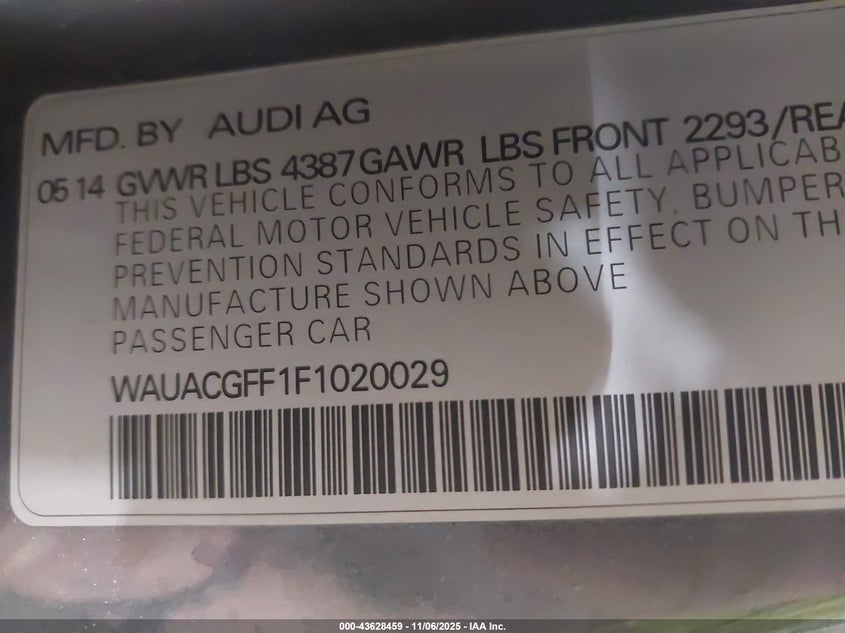 MFD. BY AUDI AG
05 14 GVWR LBS 4387 GAWR LBS FRONT 2293/REA
THIS VEHICLE CONFORMS TO ALL APPLICAB
FEDERAL MOTOR VEHICLE SAFETY, BUMPER
PREVENTION STANDARDS IN EFFECT ON TH
MANUFACTURE SHOWN ABOVE
PASSENGER CAR
WAUACGFF1F1020029
000-43628459 - 11/06/2025 - IAA Inc.